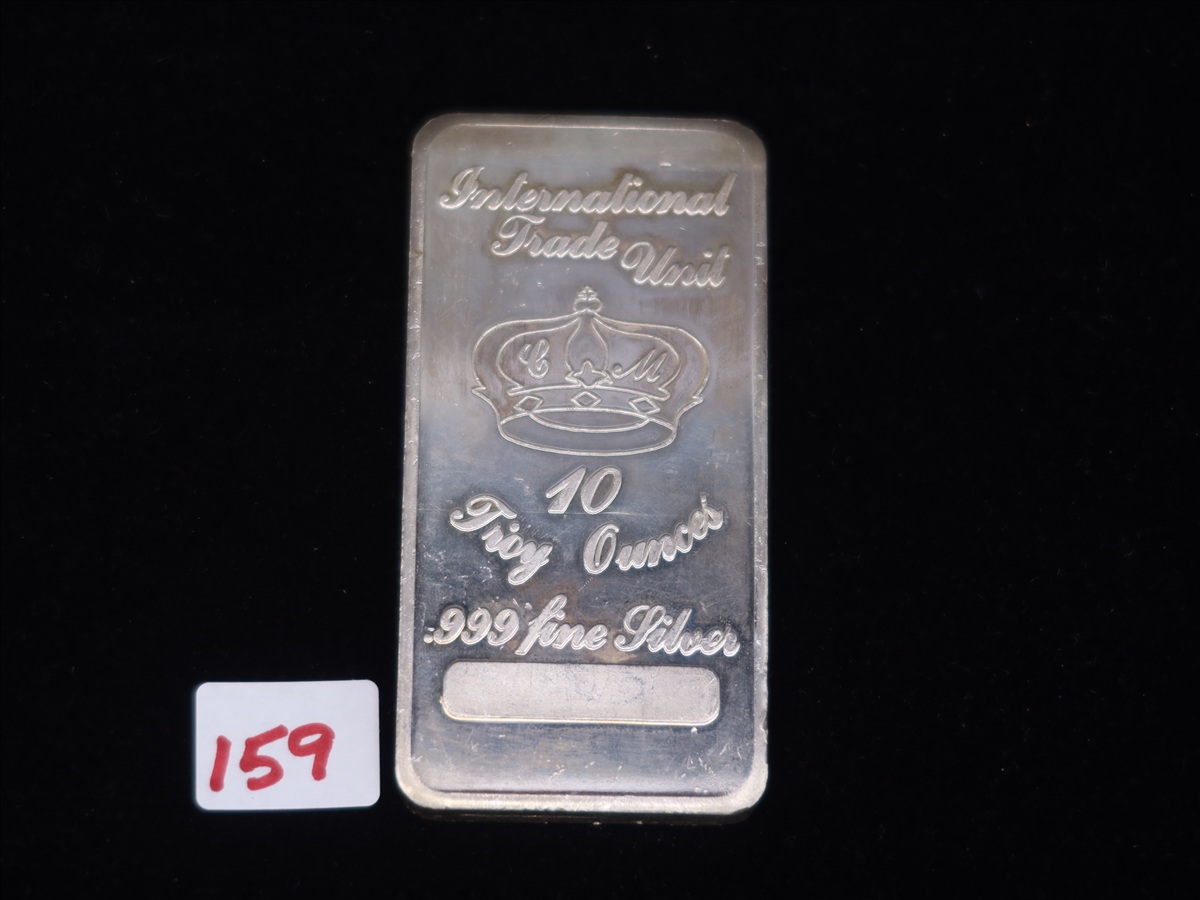 International
Trade Unit
C M
10
Troy Ounces
.999 fine Silver
159